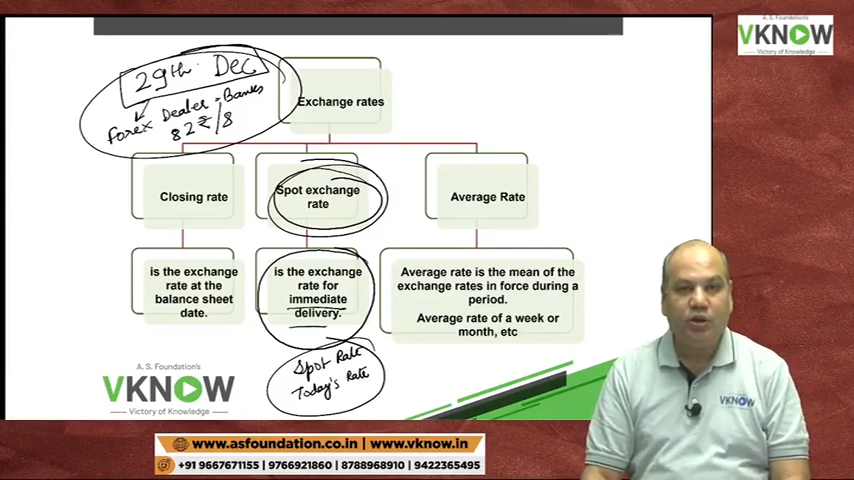 A. S. Foundation's
VKNOW
Victory of Knowledge
29th Dec
Forex Dealer = Banks
82₹/$
Exchange rates
Closing rate
Spot exchange
rate
Average Rate
is the exchange
rate at the
balance sheet
date.
is the exchange
rate for
immediate
delivery.
Average rate is the mean of the
exchange rates in force during a
period.
Average rate of a week or
month, etc
Spot Rate
Today's Rate
A. S. Foundation's
VKNOW
Victory of Knowledge
VKNOW
www.asfoundation.co.in | www.vknow.in
+91 9667671155 | 9766921860 | 8788968910 | 9422365495